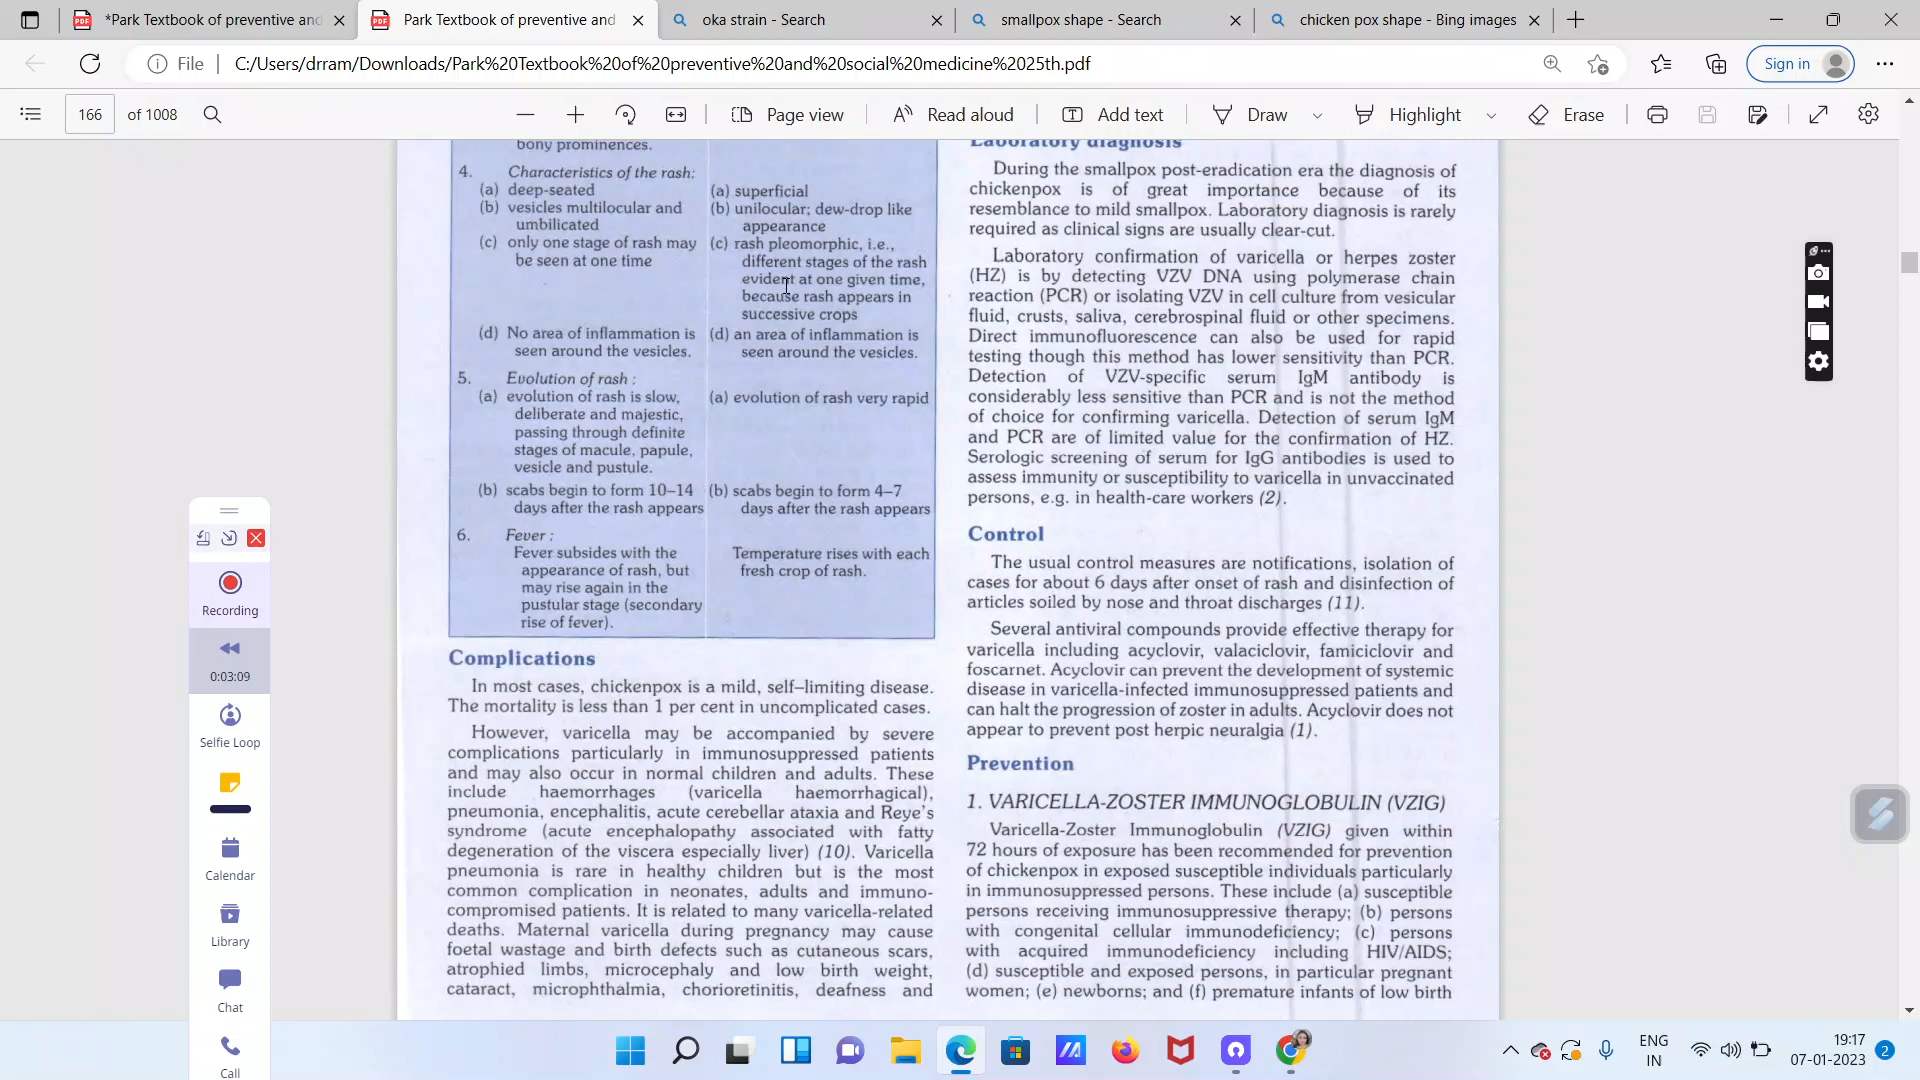 *Park Textbook of preventive and
Park Textbook of preventive and
oka strain - Search
smallpox shape - Search
chicken pox shape - Bing images
File
C:/Users/drram/Downloads/Park%20Textbook%20of%20preventive%20and%20social%20medicine%2025th.pdf
Sign in
166
of 1008
Page view
Read aloud
Add text
Draw
Highlight
Erase
bony prominences.
4. Characteristics of the rash:
(a) deep-seated
(a) superficial
(b) vesicles multilocular and
umbilicated
(b) unilocular; dew-drop like
appearance
(c) only one stage of rash may
be seen at one time
(c) rash pleomorphic, i.e.,
different stages of the rash
evident at one given time,
because rash appears in
successive crops
(d) No area of inflammation is
seen around the vesicles.
(d) an area of inflammation is
seen around the vesicles.
5. Evolution of rash :
(a) evolution of rash is slow,
deliberate and majestic,
passing through definite
stages of macule, papule,
vesicle and pustule.
(a) evolution of rash very rapid
(b) scabs begin to form 10–14
days after the rash appears
(b) scabs begin to form 4–7
days after the rash appears
6. Fever :
Fever subsides with the
appearance of rash, but
may rise again in the
pustular stage (secondary
rise of fever).
Temperature rises with each
fresh crop of rash.
Complications
In most cases, chickenpox is a mild, self–limiting disease.
The mortality is less than 1 per cent in uncomplicated cases.
However, varicella may be accompanied by severe
complications particularly in immunosuppressed patients
and may also occur in normal children and adults. These
include haemorrhages (varicella haemorrhagical),
pneumonia, encephalitis, acute cerebellar ataxia and Reye's
syndrome (acute encephalopathy associated with fatty
degeneration of the viscera especially liver) (10). Varicella
pneumonia is rare in healthy children but is the most
common complication in neonates, adults and immuno-
compromised patients. It is related to many varicella-related
deaths. Maternal varicella during pregnancy may cause
foetal wastage and birth defects such as cutaneous scars,
atrophied limbs, microcephaly and low birth weight,
cataract, microphthalmia, chorioretinitis, deafness and
Laboratory diagnosis
During the smallpox post-eradication era the diagnosis of
chickenpox is of great importance because of its
resemblance to mild smallpox. Laboratory diagnosis is rarely
required as clinical signs are usually clear-cut.
Laboratory confirmation of varicella or herpes zoster
(HZ) is by detecting VZV DNA using polymerase chain
reaction (PCR) or isolating VZV in cell culture from vesicular
fluid, crusts, saliva, cerebrospinal fluid or other specimens.
Direct immunofluorescence can also be used for rapid
testing though this method has lower sensitivity than PCR.
Detection of VZV-specific serum IgM antibody is
considerably less sensitive than PCR and is not the method
of choice for confirming varicella. Detection of serum IgM
and PCR are of limited value for the confirmation of HZ.
Serologic screening of serum for IgG antibodies is used to
assess immunity or susceptibility to varicella in unvaccinated
persons, e.g. in health-care workers (2).
Control
The usual control measures are notifications, isolation of
cases for about 6 days after onset of rash and disinfection of
articles soiled by nose and throat discharges (11).
Several antiviral compounds provide effective therapy for
varicella including acyclovir, valaciclovir, famiciclovir and
foscarnet. Acyclovir can prevent the development of systemic
disease in varicella-infected immunosuppressed patients and
can halt the progression of zoster in adults. Acyclovir does not
appear to prevent post herpic neuralgia (1).
Prevention
1. VARICELLA-ZOSTER IMMUNOGLOBULIN (VZIG)
Varicella-Zoster Immunoglobulin (VZIG) given within
72 hours of exposure has been recommended for prevention
of chickenpox in exposed susceptible individuals particularly
in immunosuppressed persons. These include (a) susceptible
persons receiving immunosuppressive therapy; (b) persons
with congenital cellular immunodeficiency; (c) persons
with acquired immunodeficiency including HIV/AIDS;
(d) susceptible and exposed persons, in particular pregnant
women; (e) newborns; and (f) premature infants of low birth
Recording
0:03:09
Selfie Loop
Calendar
Library
Chat
Call
ENG
IN
19:17
07-01-2023
2